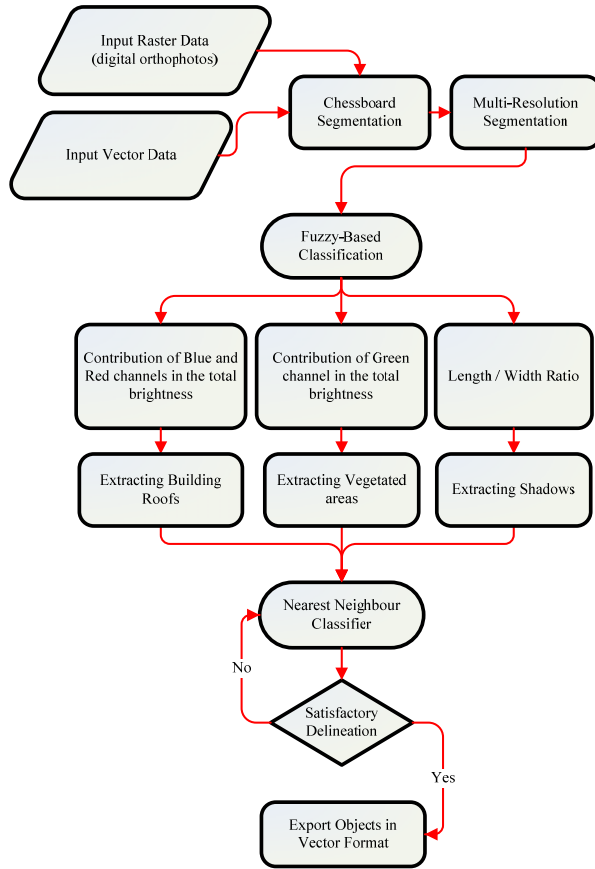 Input Raster Data
(digital orthophotos)
Chessboard
Segmentation
Multi-Resolution
Segmentation
Input Vector Data
Fuzzy-Based
Classification
Contribution of Blue and
Red channels in the total
brightness
Contribution of Green
channel in the total
brightness
Length / Width Ratio
Extracting Building
Roofs
Extracting Vegetated
areas
Extracting Shadows
Nearest Neighbour
Classifier
No
Satisfactory
Delineation
Yes
Export Objects in
Vector Format